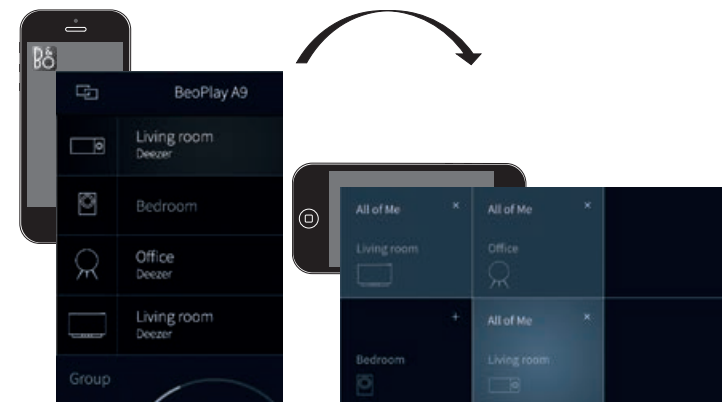 B&O
BeoPlay A9
Living room
Deezer
Bedroom
Office
Deezer
Living room
Deezer
Group
All of Me ×
All of Me ×
Living room
Office
+
All of Me ×
Bedroom
Living room